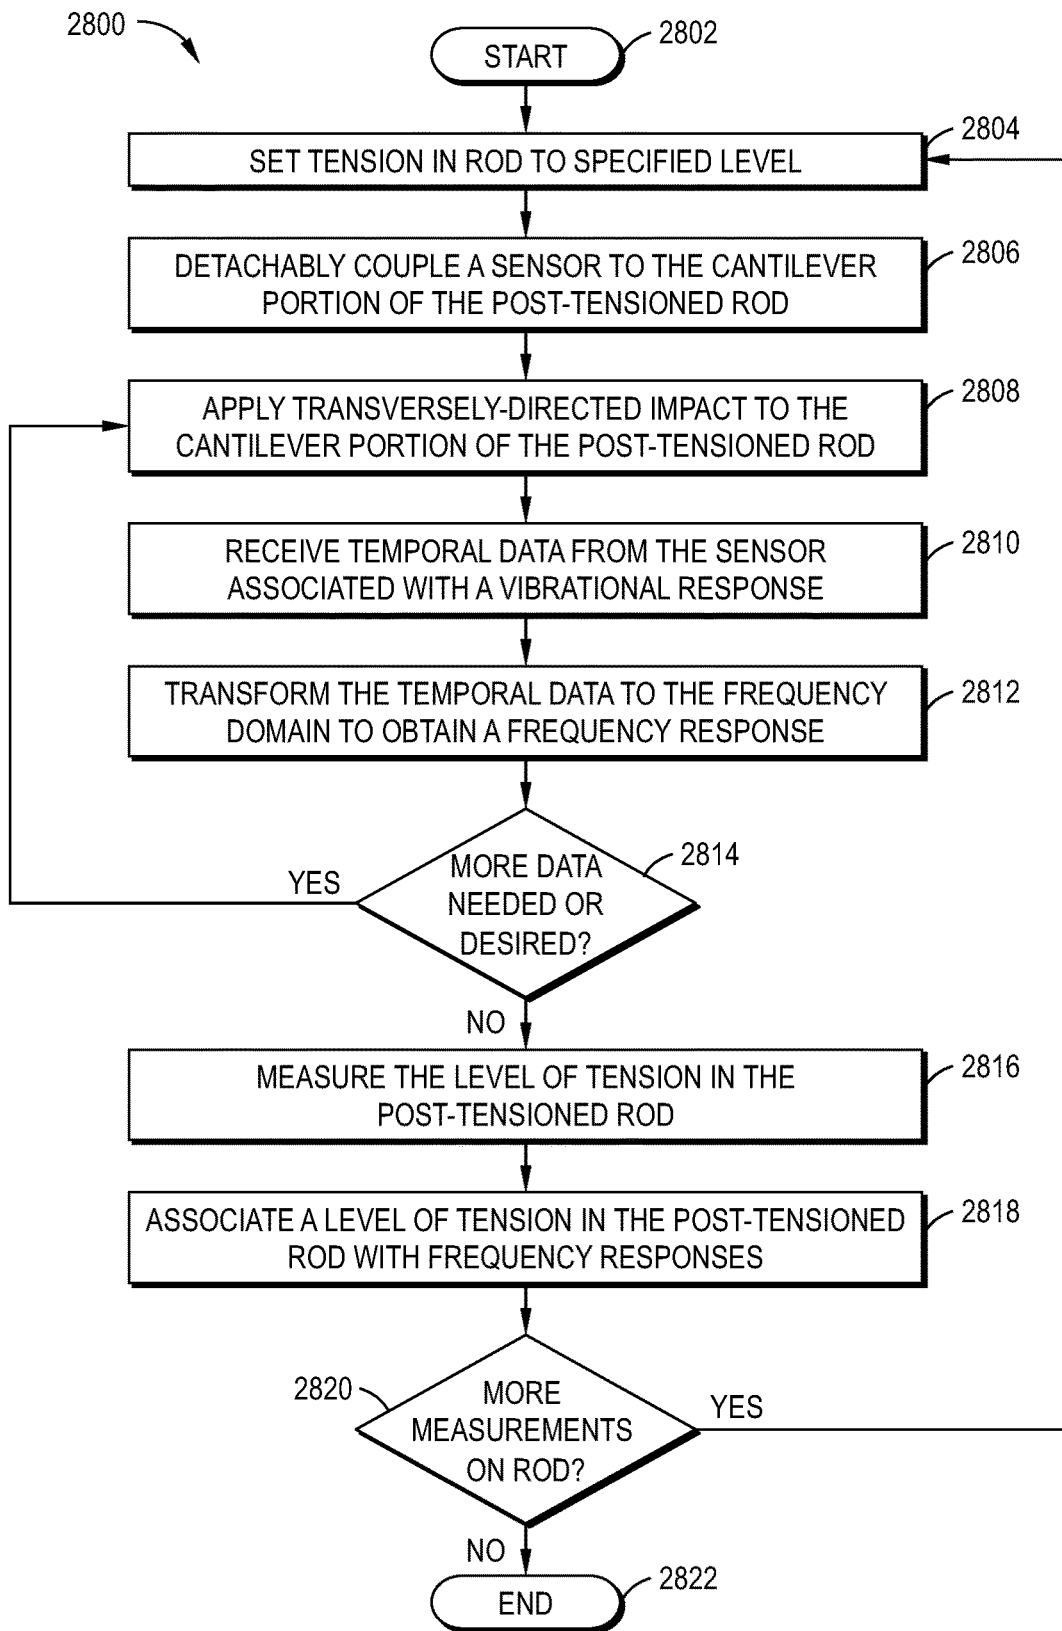 2800
START
2802
SET TENSION IN ROD TO SPECIFIED LEVEL
2804
DETACHABLY COUPLE A SENSOR TO THE CANTILEVER
PORTION OF THE POST-TENSIONED ROD
2806
APPLY TRANSVERSELY-DIRECTED IMPACT TO THE
CANTILEVER PORTION OF THE POST-TENSIONED ROD
2808
RECEIVE TEMPORAL DATA FROM THE SENSOR
ASSOCIATED WITH A VIBRATIONAL RESPONSE
2810
TRANSFORM THE TEMPORAL DATA TO THE FREQUENCY
DOMAIN TO OBTAIN A FREQUENCY RESPONSE
2812
MORE DATA
NEEDED OR
DESIRED?
2814
YES
NO
MEASURE THE LEVEL OF TENSION IN THE
POST-TENSIONED ROD
2816
ASSOCIATE A LEVEL OF TENSION IN THE POST-TENSIONED
ROD WITH FREQUENCY RESPONSES
2818
2820
MORE
MEASUREMENTS
ON ROD?
YES
NO
END
2822